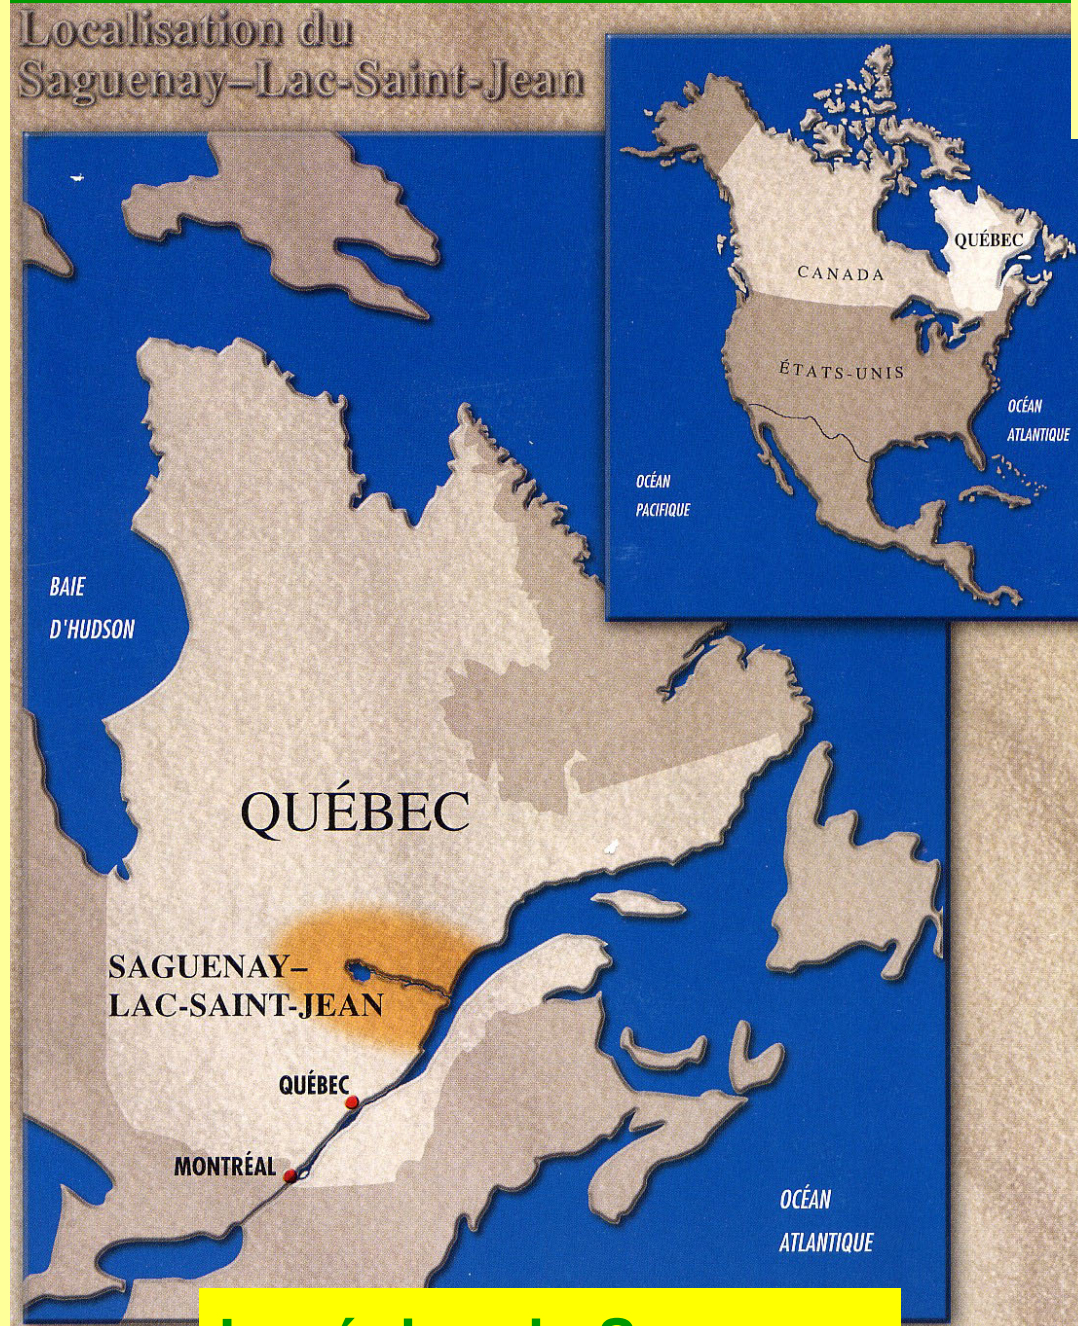 Localisation du
Saguenay–Lac-Saint-Jean
QUÉBEC
CANADA
ÉTATS-UNIS
OCÉAN
ATLANTIQUE
OCÉAN
PACIFIQUE
BAIE
D'HUDSON
QUÉBEC
SAGUENAY–
LAC-SAINT-JEAN
QUÉBEC
MONTRÉAL
OCÉAN
ATLANTIQUE